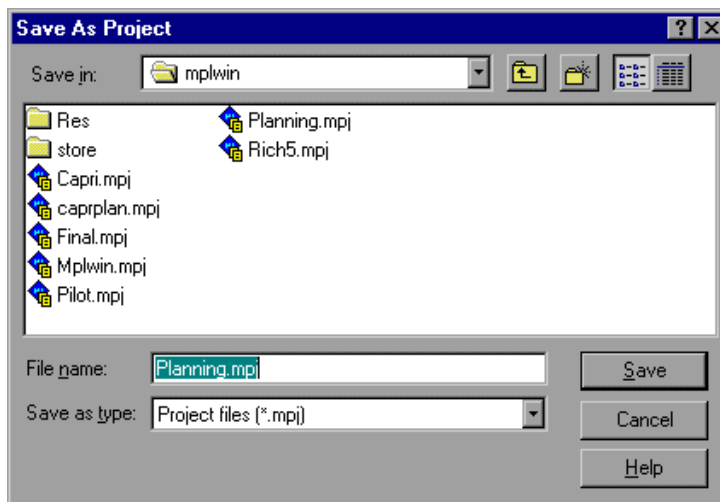 Save As Project
Save in: mplwin
Res
store
Capri.mpj
caprplan.mpj
Final.mpj
Mplwin.mpj
Pilot.mpj
Planning.mpj
Rich5.mpj
File name: Planning.mpj Save
Save as type: Project files (*.mpj) Cancel
Help